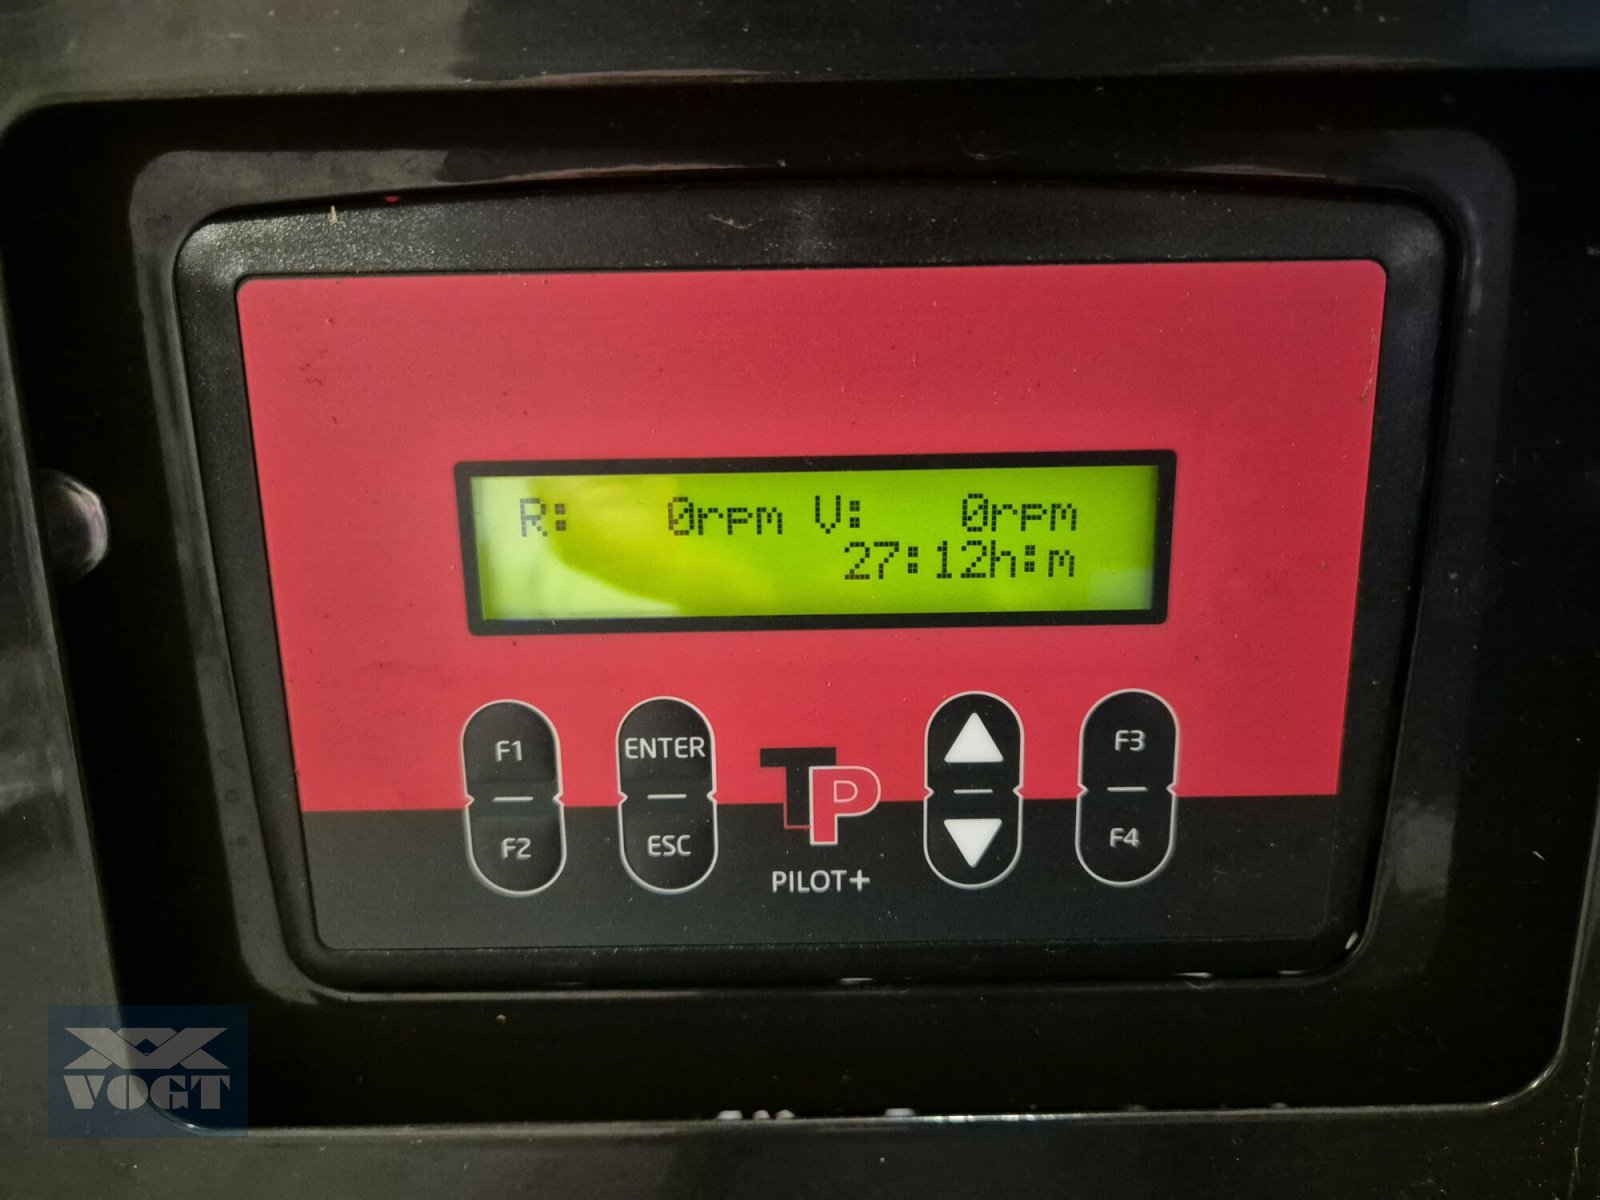 R: 0rpm V: 0rpm
27:12h:m
F1 ENTER F3
F2 ESC F4
TP
PILOT+
VOGT